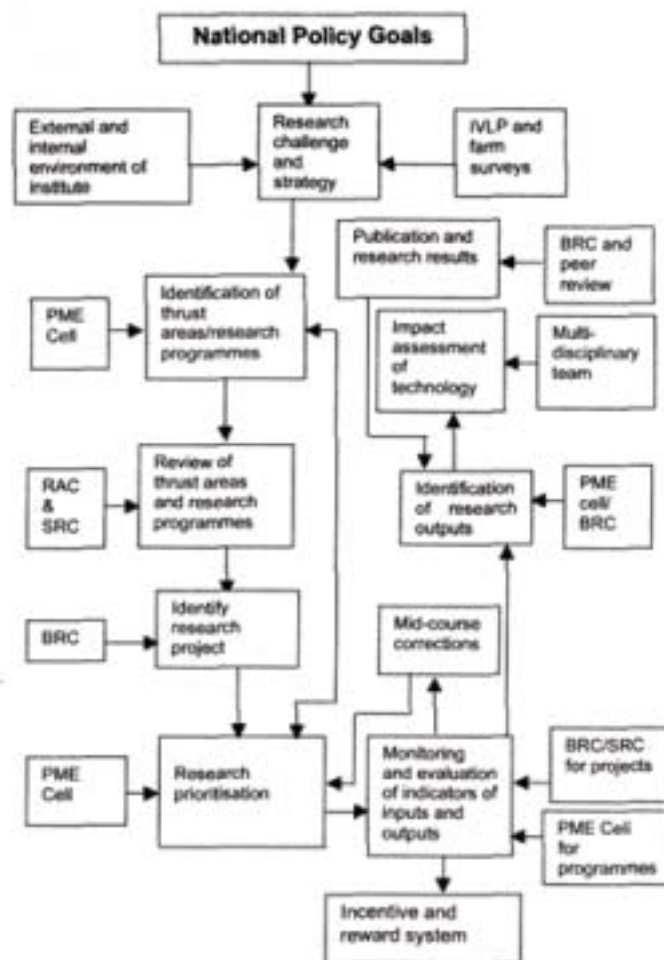 National Policy Goals
External and
internal
environment of
institute
Research
challenge
and
strategy
IVLP and
farm
surveys
Publication and
research results
BRC and
peer
review
PME
Cell
Identification of
thrust
areas/research
programmes
Impact
assessment
of
technology
Multi-
disciplinary
team
RAC
&
SRC
Review of
thrust areas
and research
programmes
Identification
of research
outputs
PME
cell/
BRC
BRC
Identify
research
project
Mid-course
corrections
PME
Cell
Research
prioritisation
Monitoring
and evaluation
of indicators of
inputs and
outputs
BRC/SRC
for projects
PME Cell
for
programmes
Incentive and
reward system